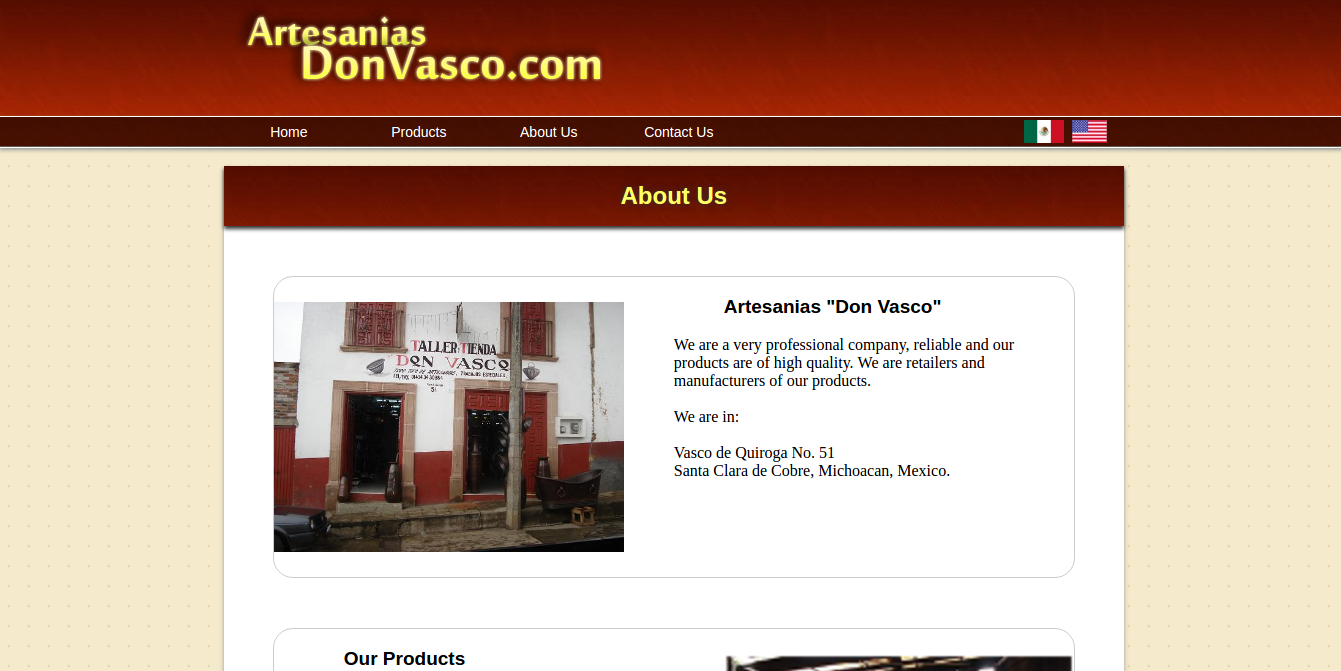 Artesanias
DonVasco.com
Home
Products
About Us
Contact Us
About Us
TALLER TIENDA
DON VASCO
51
Artesanias "Don Vasco"
We are a very professional company, reliable and our
products are of high quality. We are retailers and
manufacturers of our products.
We are in:
Vasco de Quiroga No. 51
Santa Clara de Cobre, Michoacan, Mexico.
Our Products